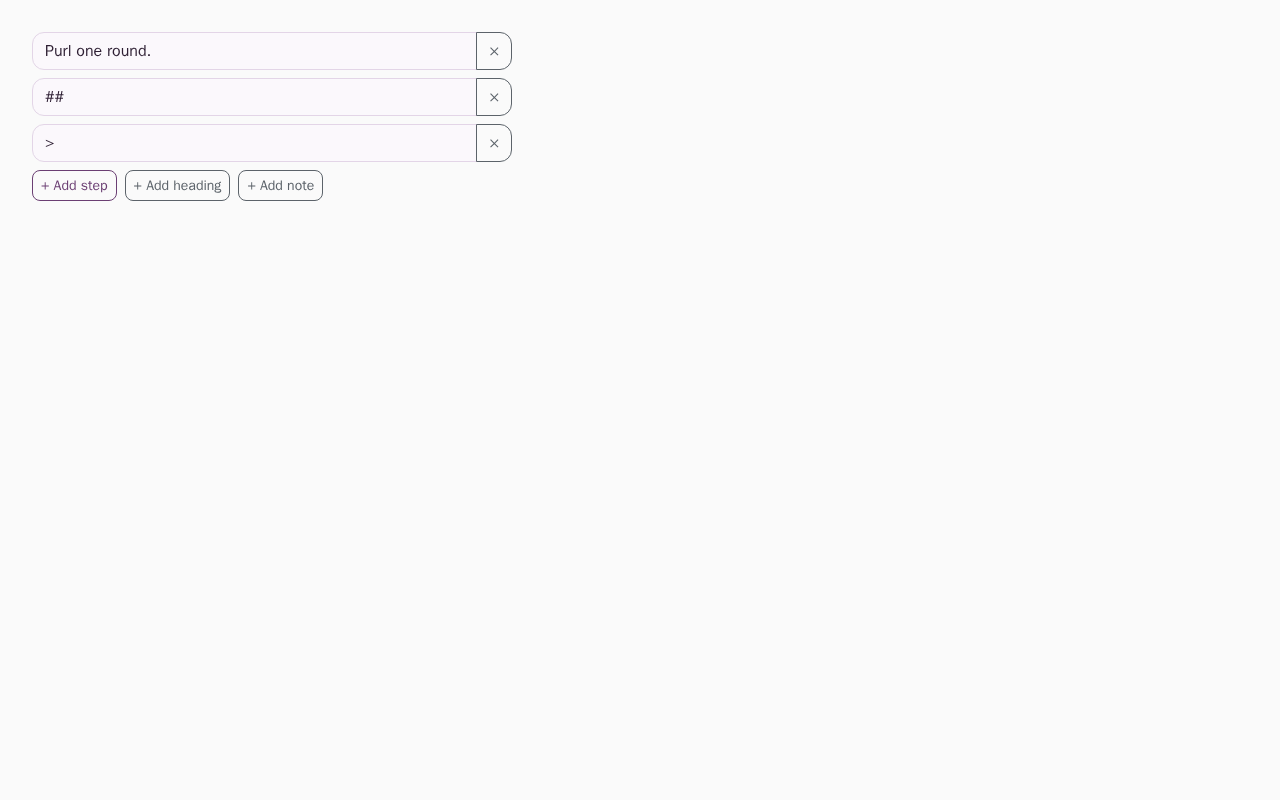 Purl one round.
×
##
×
>
×
+ Add step
+ Add heading
+ Add note